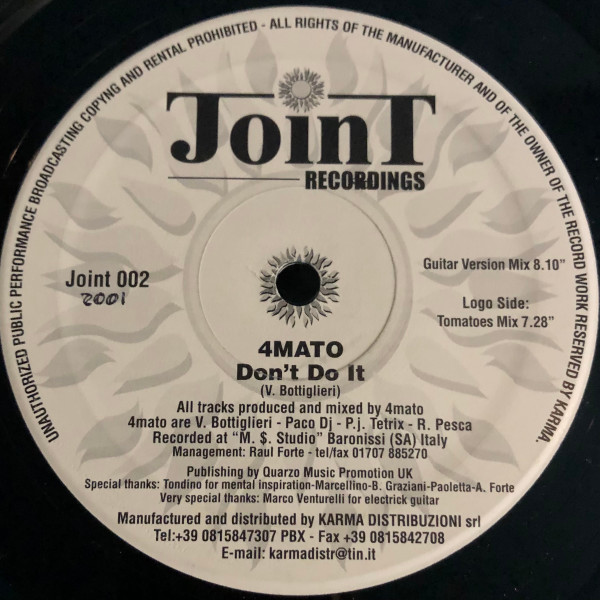 UNAUTHORIZED PUBLIC PERFORMANCE BROADCASTING COPYNG AND RENTAL PROHIBITED - ALL RIGHTS OF THE MANUFACTURER AND OF THE OWNER OF THE RECORD WORK RESERVED BY KARMA.
JoinT
RECORDINGS
Joint 002
2001
Guitar Version Mix 8.10"
Logo Side:
Tomatoes Mix 7.28"
4MATO
Don't Do It
(V. Bottiglieri)
All tracks produced and mixed by 4mato
4mato are V. Bottiglieri - Paco Dj - P.j. Tetrix - R. Pesca
Recorded at "M. $. Studio" Baronissi (SA) Italy
Management: Raul Forte - tel/fax 01707 885270
Publishing by Quarzo Music Promotion UK
Special thanks: Tondino for mental inspiration-Marcellino-B. Graziani-Paoletta-A. Forte
Very special thanks: Marco Venturelli for electrick guitar
Manufactured and distributed by KARMA DISTRIBUZIONI srl
Tel:+39 0815847307 PBX - Fax +39 0815842708
E-mail: karmadistr@tin.it